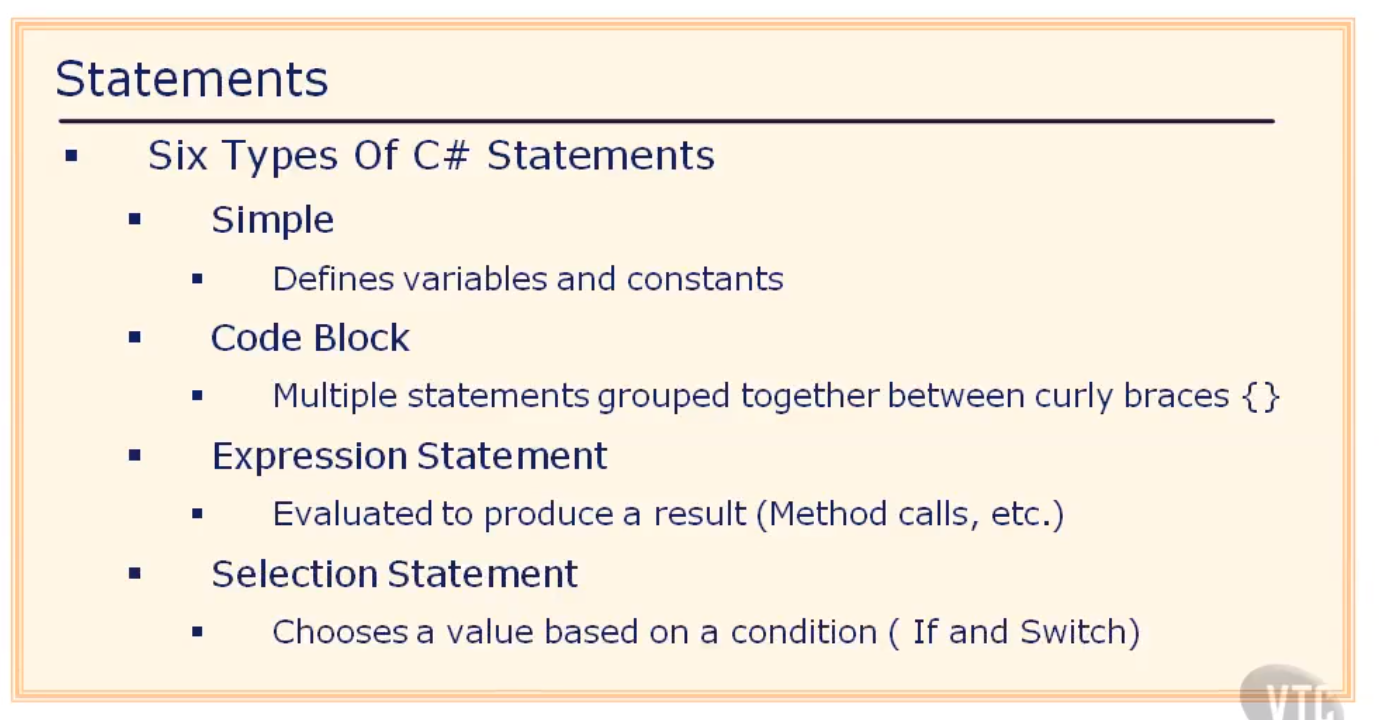 Statements
Six Types Of C# Statements
Simple
Defines variables and constants
Code Block
Multiple statements grouped together between curly braces {}
Expression Statement
Evaluated to produce a result (Method calls, etc.)
Selection Statement
Chooses a value based on a condition ( If and Switch)
VTC